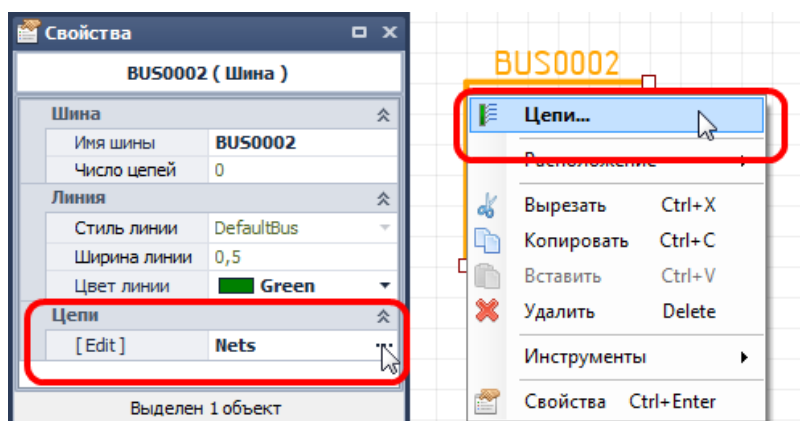 Свойства
BUS0002 ( Шина )
Шина
Имя шины BUS0002
Число цепей 0
Линия
Стиль линии DefaultBus
Ширина линии 0,5
Цвет линии Green
Цепи
[ Edit ] Nets ...
Выделен 1 объект
BUS0002
Цепи...
Расположение
Вырезать Ctrl+X
Копировать Ctrl+C
Вставить Ctrl+V
Удалить Delete
Инструменты
Свойства Ctrl+Enter